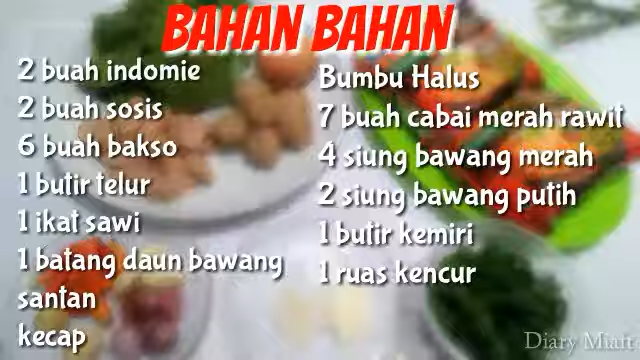 BAHAN BAHAN
2 buah indomie
2 buah sosis
6 buah bakso
1 butir telur
1 ikat sawi
1 batang daun bawang
santan
kecap
Bumbu Halus
7 buah cabai merah rawit
4 siung bawang merah
2 siung bawang putih
1 butir kemiri
1 ruas kencur
Diary